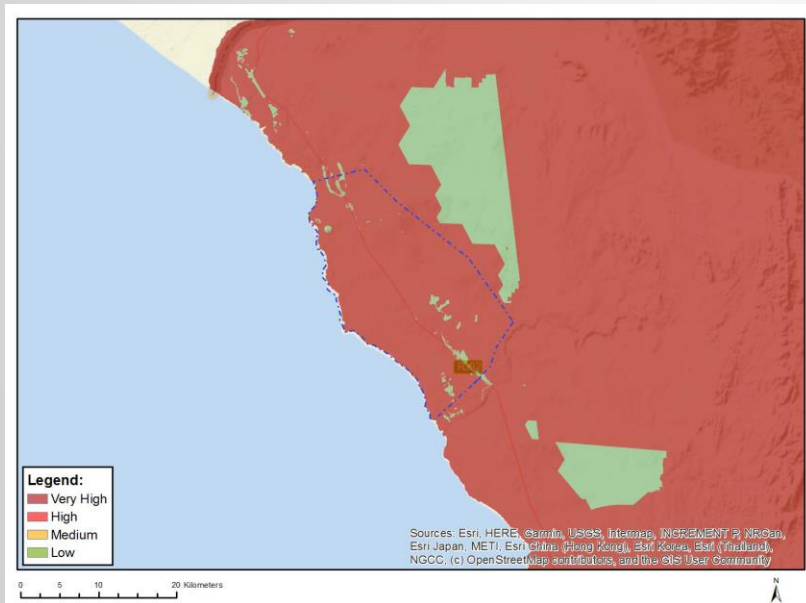 Legend:
Very High
High
Medium
Low
Sources: Esri, HERE, Garmin, USGS, Intermap, INCREMENT P, NRCan,
Esri Japan, METI, Esri China (Hong Kong), Esri Korea, Esri (Thailand),
NGCC, (c) OpenStreetMap contributors, and the GIS User Community
0 5 10 20 Kilometers
N